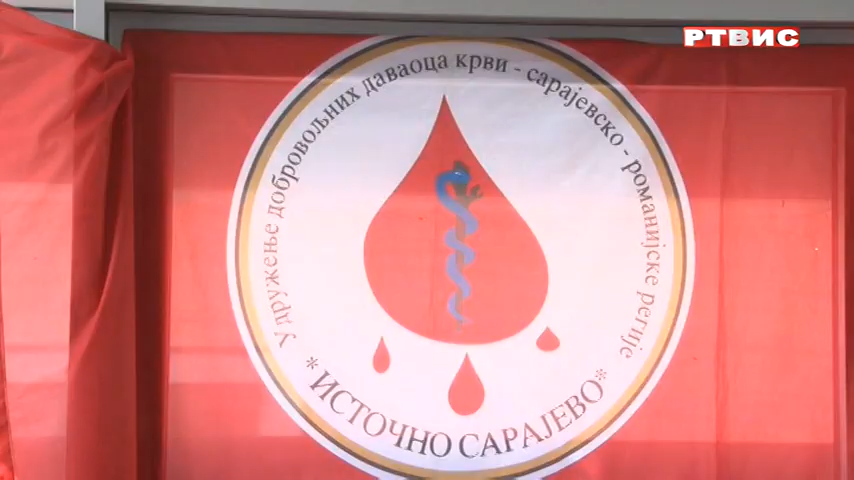 РТВИС
Удружење добровољних даваоца крви - сарајевско - романијске регије
* ИСТОЧНО САРАЈЕВО *